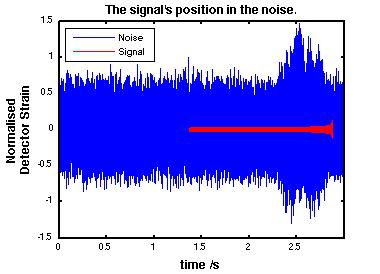 The signal's position in the noise.
Noise
Signal
Normalised
Detector Strain
1.5
1
0.5
0
-0.5
-1
-1.5
0
0.5
1
1.5
2
2.5
time /s